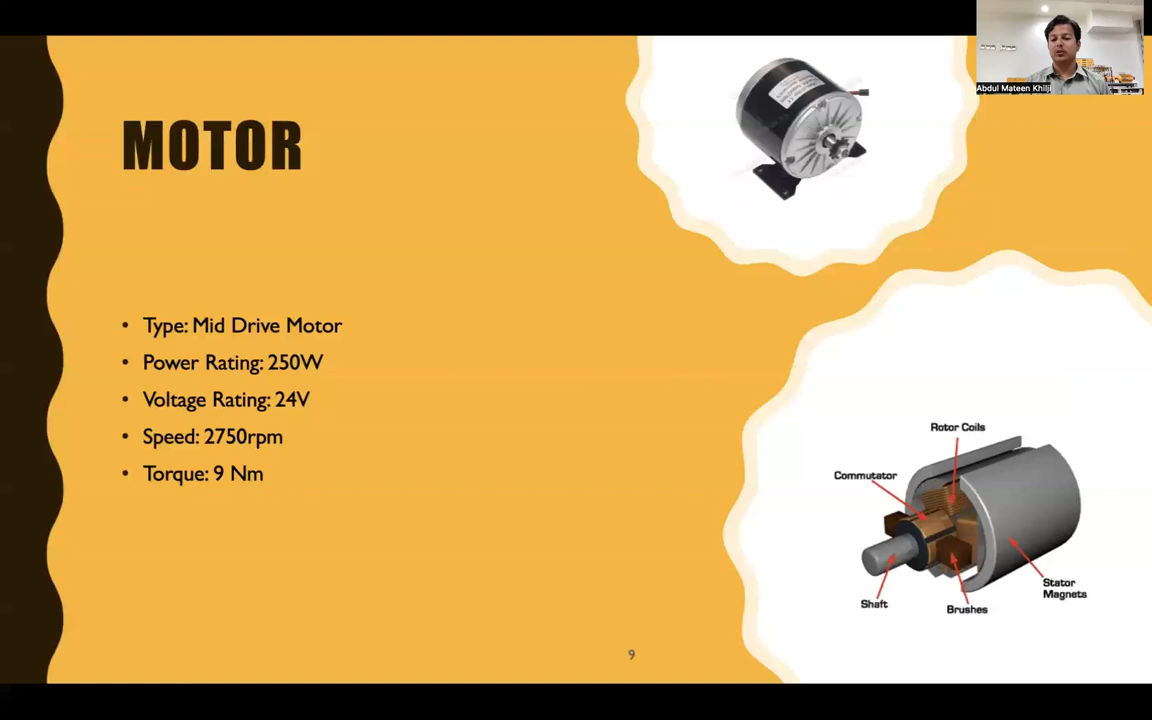 Abdul Mateen Khilji
MOTOR
• Type: Mid Drive Motor
• Power Rating: 250W
• Voltage Rating: 24V
• Speed: 2750rpm
• Torque: 9 Nm
Rotor Coils
Commutator
Stator
Magnets
Shaft
Brushes
9